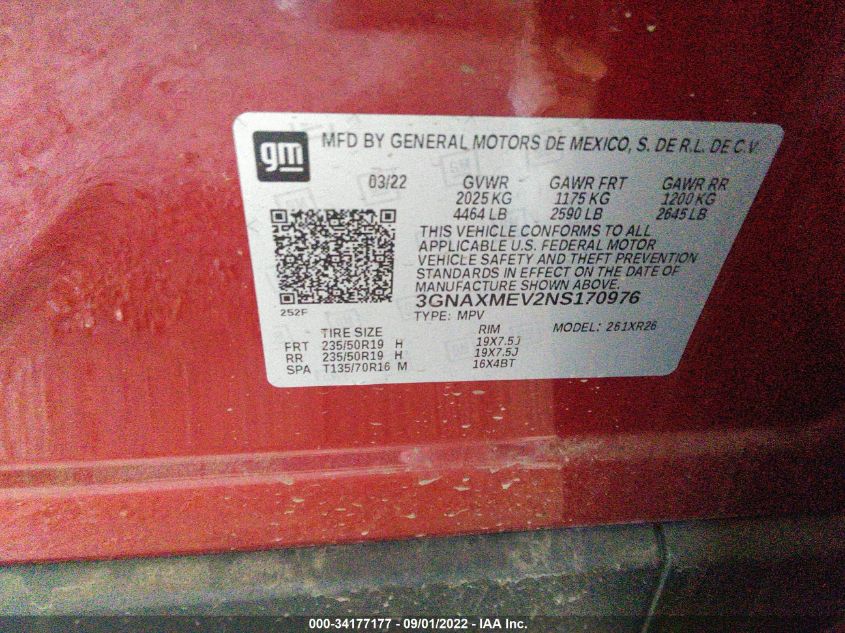 gm MFD BY GENERAL MOTORS DE MEXICO, S. DE R.L. DE C.V.
03/22 GVWR GAWR FRT GAWR RR
2025 KG 1175 KG 1200 KG
4464 LB 2590 LB 2645 LB
THIS VEHICLE CONFORMS TO ALL
APPLICABLE U.S. FEDERAL MOTOR
VEHICLE SAFETY AND THEFT PREVENTION
STANDARDS IN EFFECT ON THE DATE OF
MANUFACTURE SHOWN ABOVE.
3GNAXMEV2NS170976
252F TYPE: MPV MODEL: 261XR26
TIRE SIZE RIM
FRT 235/50R19 H 19X7.5J
RR 235/50R19 H 19X7.5J
SPA T135/70R16 M 16X4BT
000-34177177 - 09/01/2022 - IAA Inc.